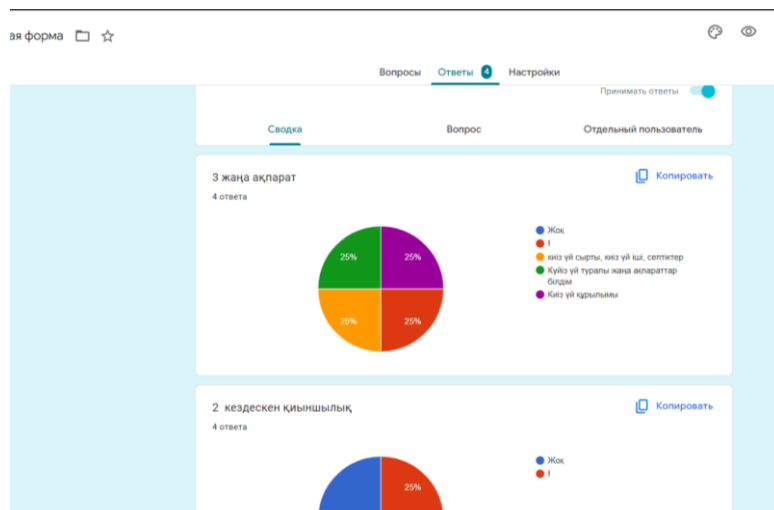 ая форма
Вопросы Ответы 4 Настройки
Принимать ответы
Сводка Вопрос Отдельный пользователь
3 жаңа ақпарат
Копировать
4 ответа
Жоқ
!
киіз үй сырты, киіз үй іші, септіктер
Күйіз үй туралы жаңа ақпараттар
білдім
Киіз үй құрылымы
25%
25%
25%
25%
2 кездескен қиыншылық
Копировать
4 ответа
Жоқ
!
25%